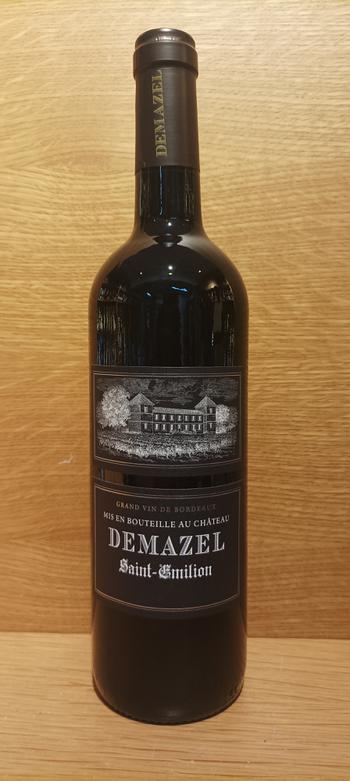 DEMAZEL
GRAND VIN DE BORDEAUX
MIS EN BOUTEILLE AU CHÂTEAU
DEMAZEL
Saint-Emilion